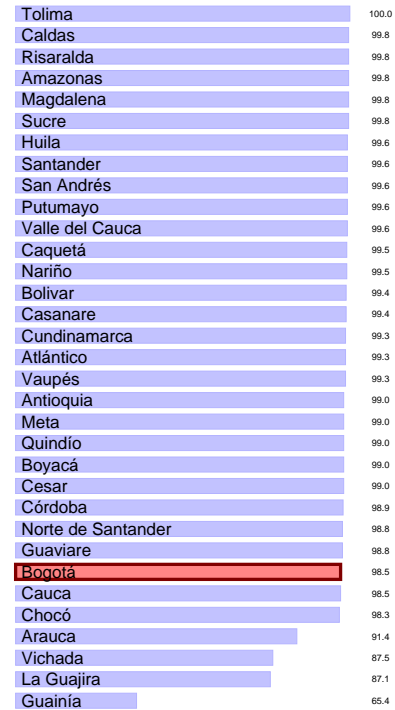 Tolima 100.0
Caldas 99.8
Risaralda 99.8
Amazonas 99.8
Magdalena 99.8
Sucre 99.8
Huila 99.6
Santander 99.6
San Andrés 99.6
Putumayo 99.6
Valle del Cauca 99.6
Caquetá 99.5
Nariño 99.5
Bolivar 99.4
Casanare 99.4
Cundinamarca 99.3
Atlántico 99.3
Vaupés 99.3
Antioquia 99.0
Meta 99.0
Quindío 99.0
Boyacá 99.0
Cesar 99.0
Córdoba 98.9
Norte de Santander 98.8
Guaviare 98.8
Bogotá 98.5
Cauca 98.5
Chocó 98.3
Arauca 91.4
Vichada 87.5
La Guajira 87.1
Guainía 65.4